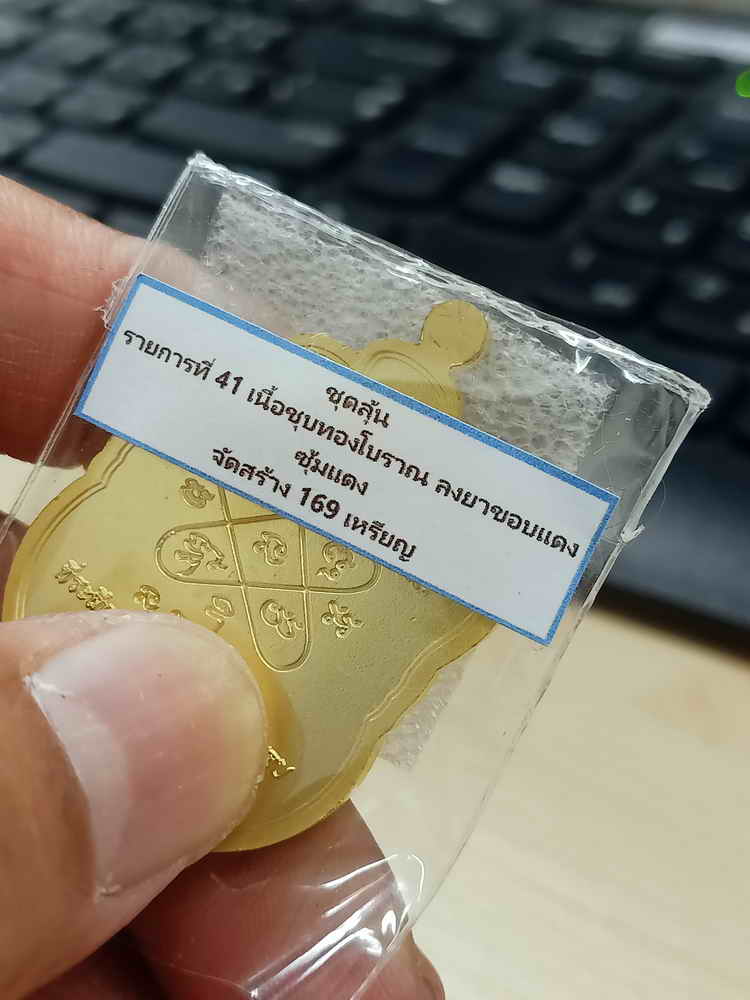 ชุดลุ้น
รายการที่ 41 เนื้อชุบทองโบราณ ลงยาขอบแดง
ซุ้มแดง
จัดสร้าง 169 เหรียญ